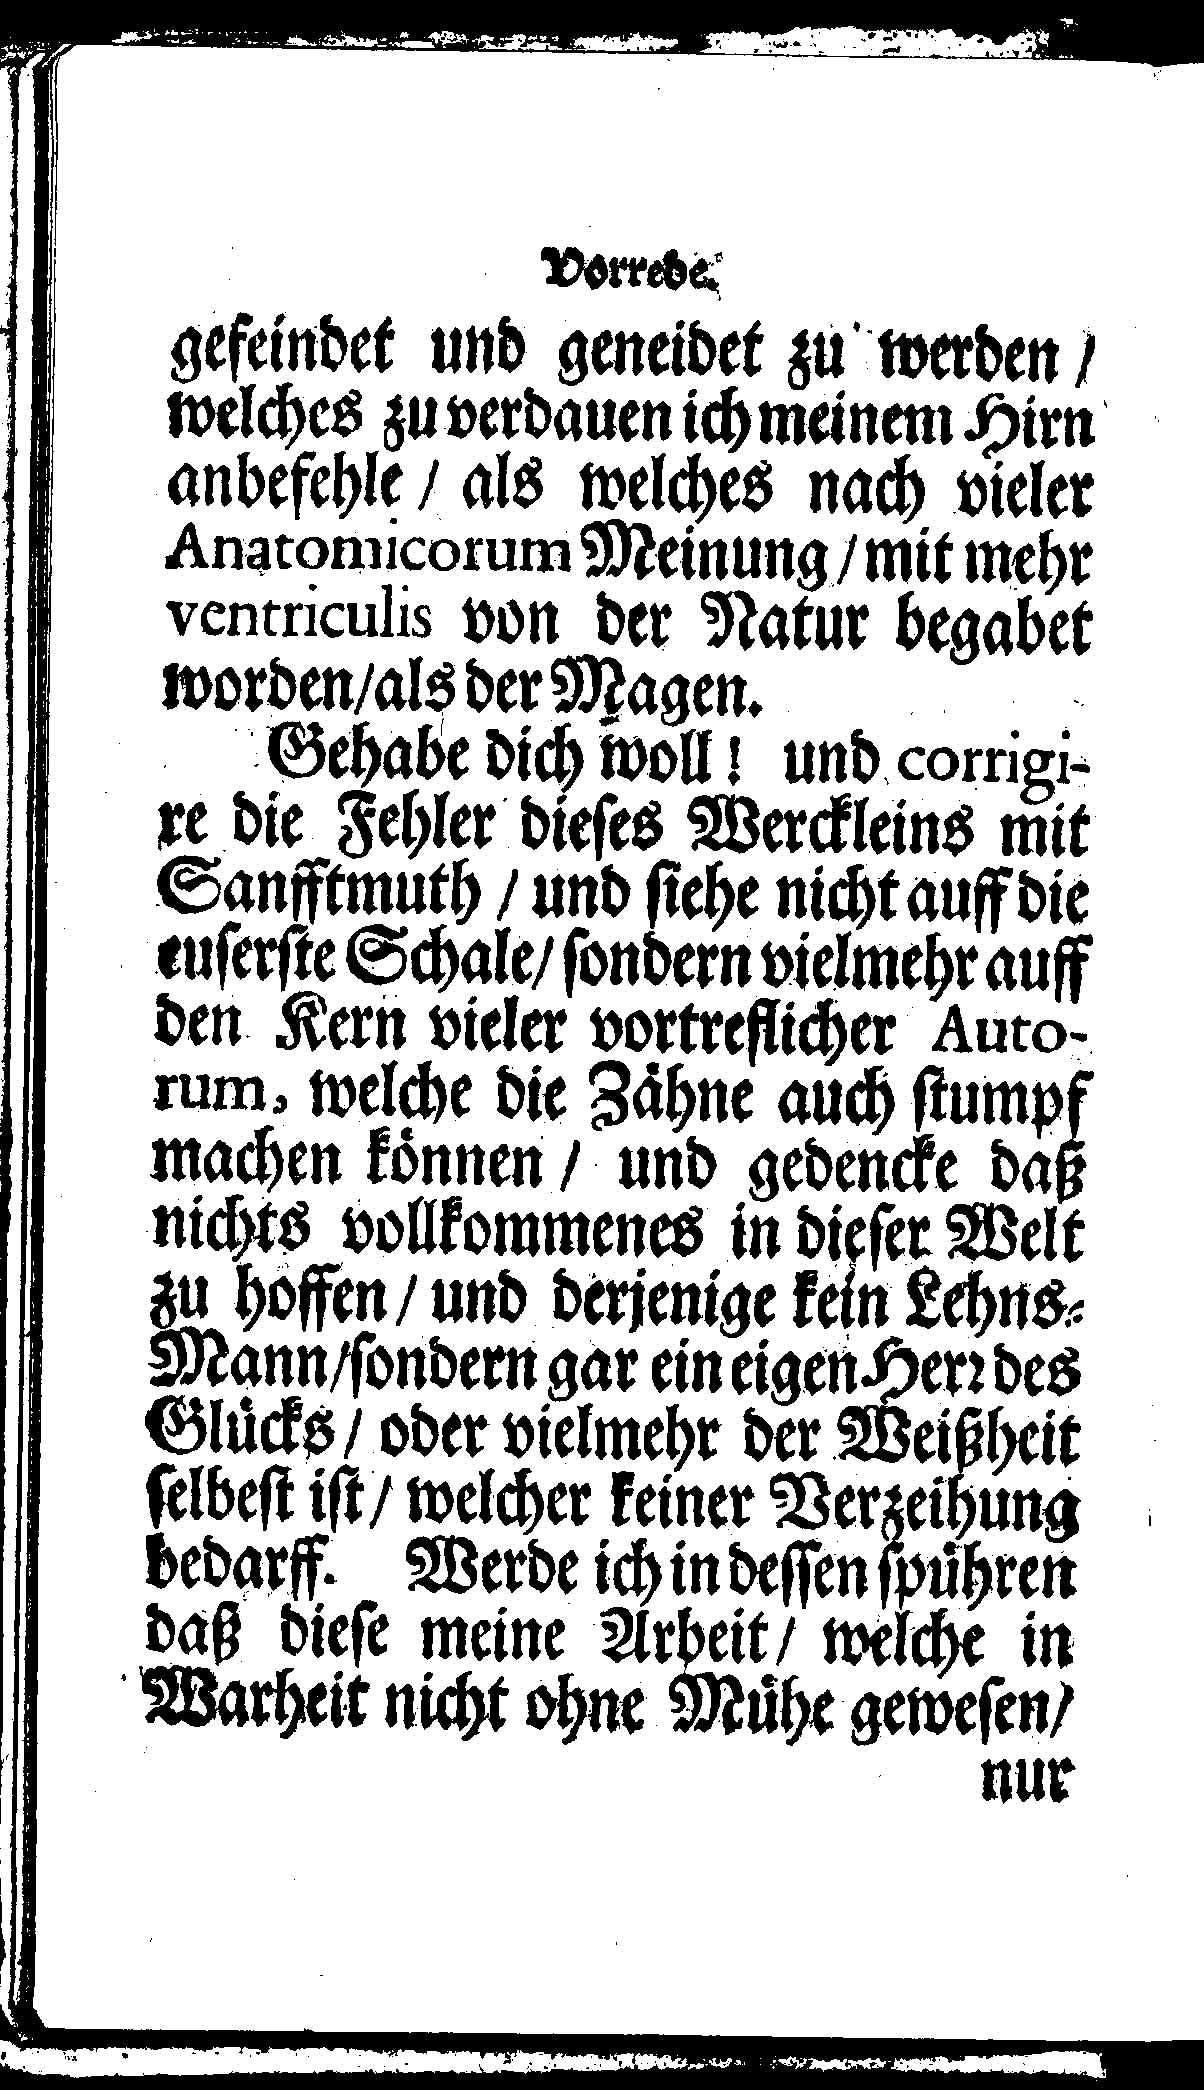 Vorrede.
gefeindet und geneidet zu werden /
welches zu verdauen ich meinem Hirn
anbefehle / als welches nach vieler
Anatomicorum Meinung / mit mehr
ventriculis von der Natur begabet
worden / als der Magen.
Gehabe dich woll! und corrigi-
re die Fehler dieses Werckleins mit
Sanfftmuth / und siehe nicht auff die
euserste Schale / sondern vielmehr auff
den Kern vieler vortreflicher Auto-
rum, welche die Zähne auch stumpf
machen können / und gedencke daß
nichts vollkommenes in dieser Welt
zu hoffen / und derjenige kein Lehns-
Mann / sondern gar ein eigen Herr des
Glücks / oder vielmehr der Weißheit
selbest ist / welcher keiner Verzeihung
bedarff. Werde ich in dessen spühren
daß diese meine Arbeit / welche in
Warheit nicht ohne Mühe gewesen /
nur